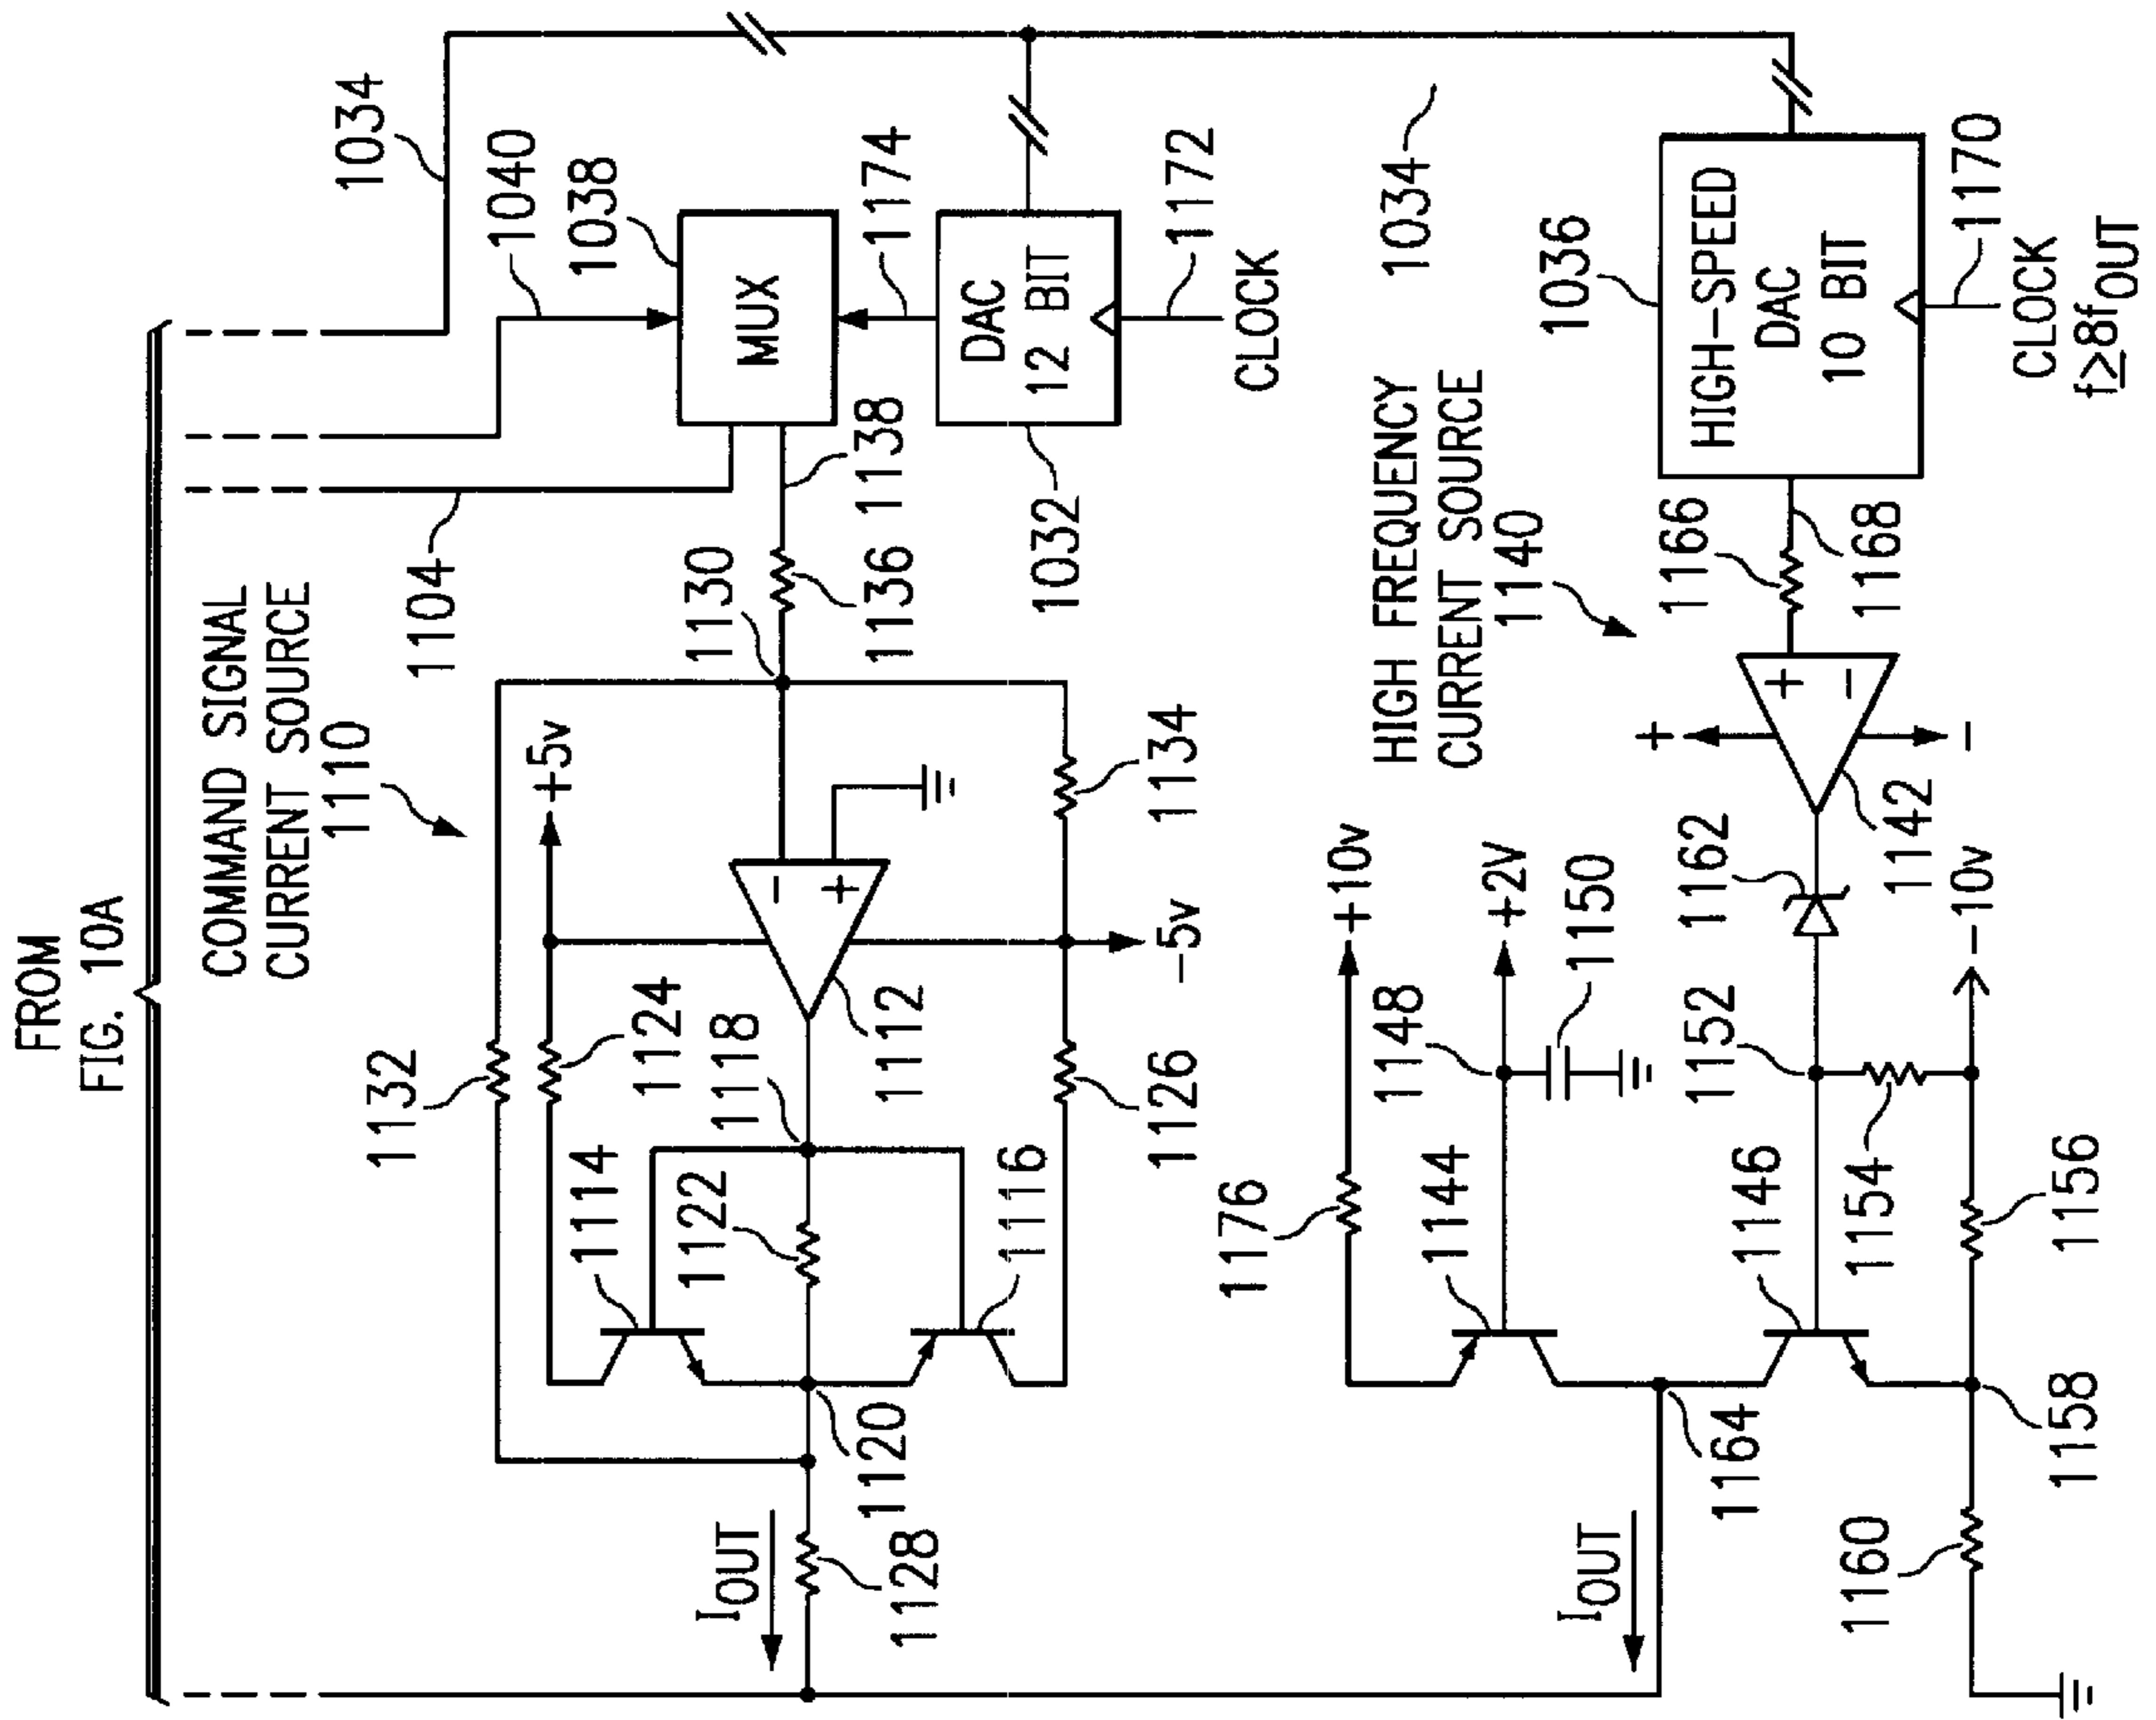 FROM
FIG. 10A
COMMAND SIGNAL
CURRENT SOURCE
1110
1034
1040
1038
MUX
1174
DAC
12 BIT
1172
CLOCK
1032
1104
1138
1136
1130
+5v
1134
-5v
1112
1132
1124
1118
1126
1114
1122
1116
1120
IOUT
1128
1034
1036
HIGH-SPEED
DAC
10 BIT
1170
CLOCK
f≥8fOUT
HIGH FREQUENCY
CURRENT SOURCE
1140
1166
1168
+
-
+
-
-
+
1142
1162
-10v
+10v
+2V
1150
1148
1152
1176
1144
1146
1154
1156
1164
1158
IOUT
1160